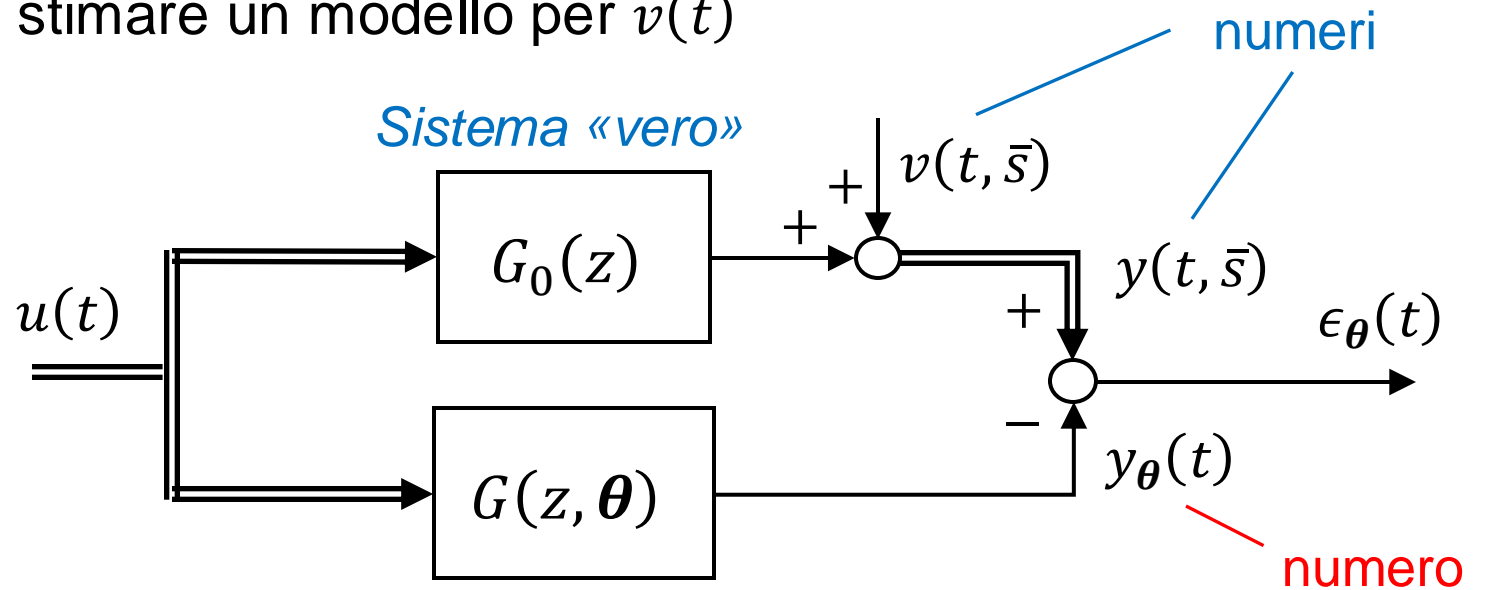 stimare un modello per v(t)
numeri
Sistema «vero»
v(t, s̄)
+
+
G₀(z)
y(t, s̄)
u(t)
+
ϵ_𝜽(t)
−
G(z, 𝜽)
y_𝜽(t)
numero